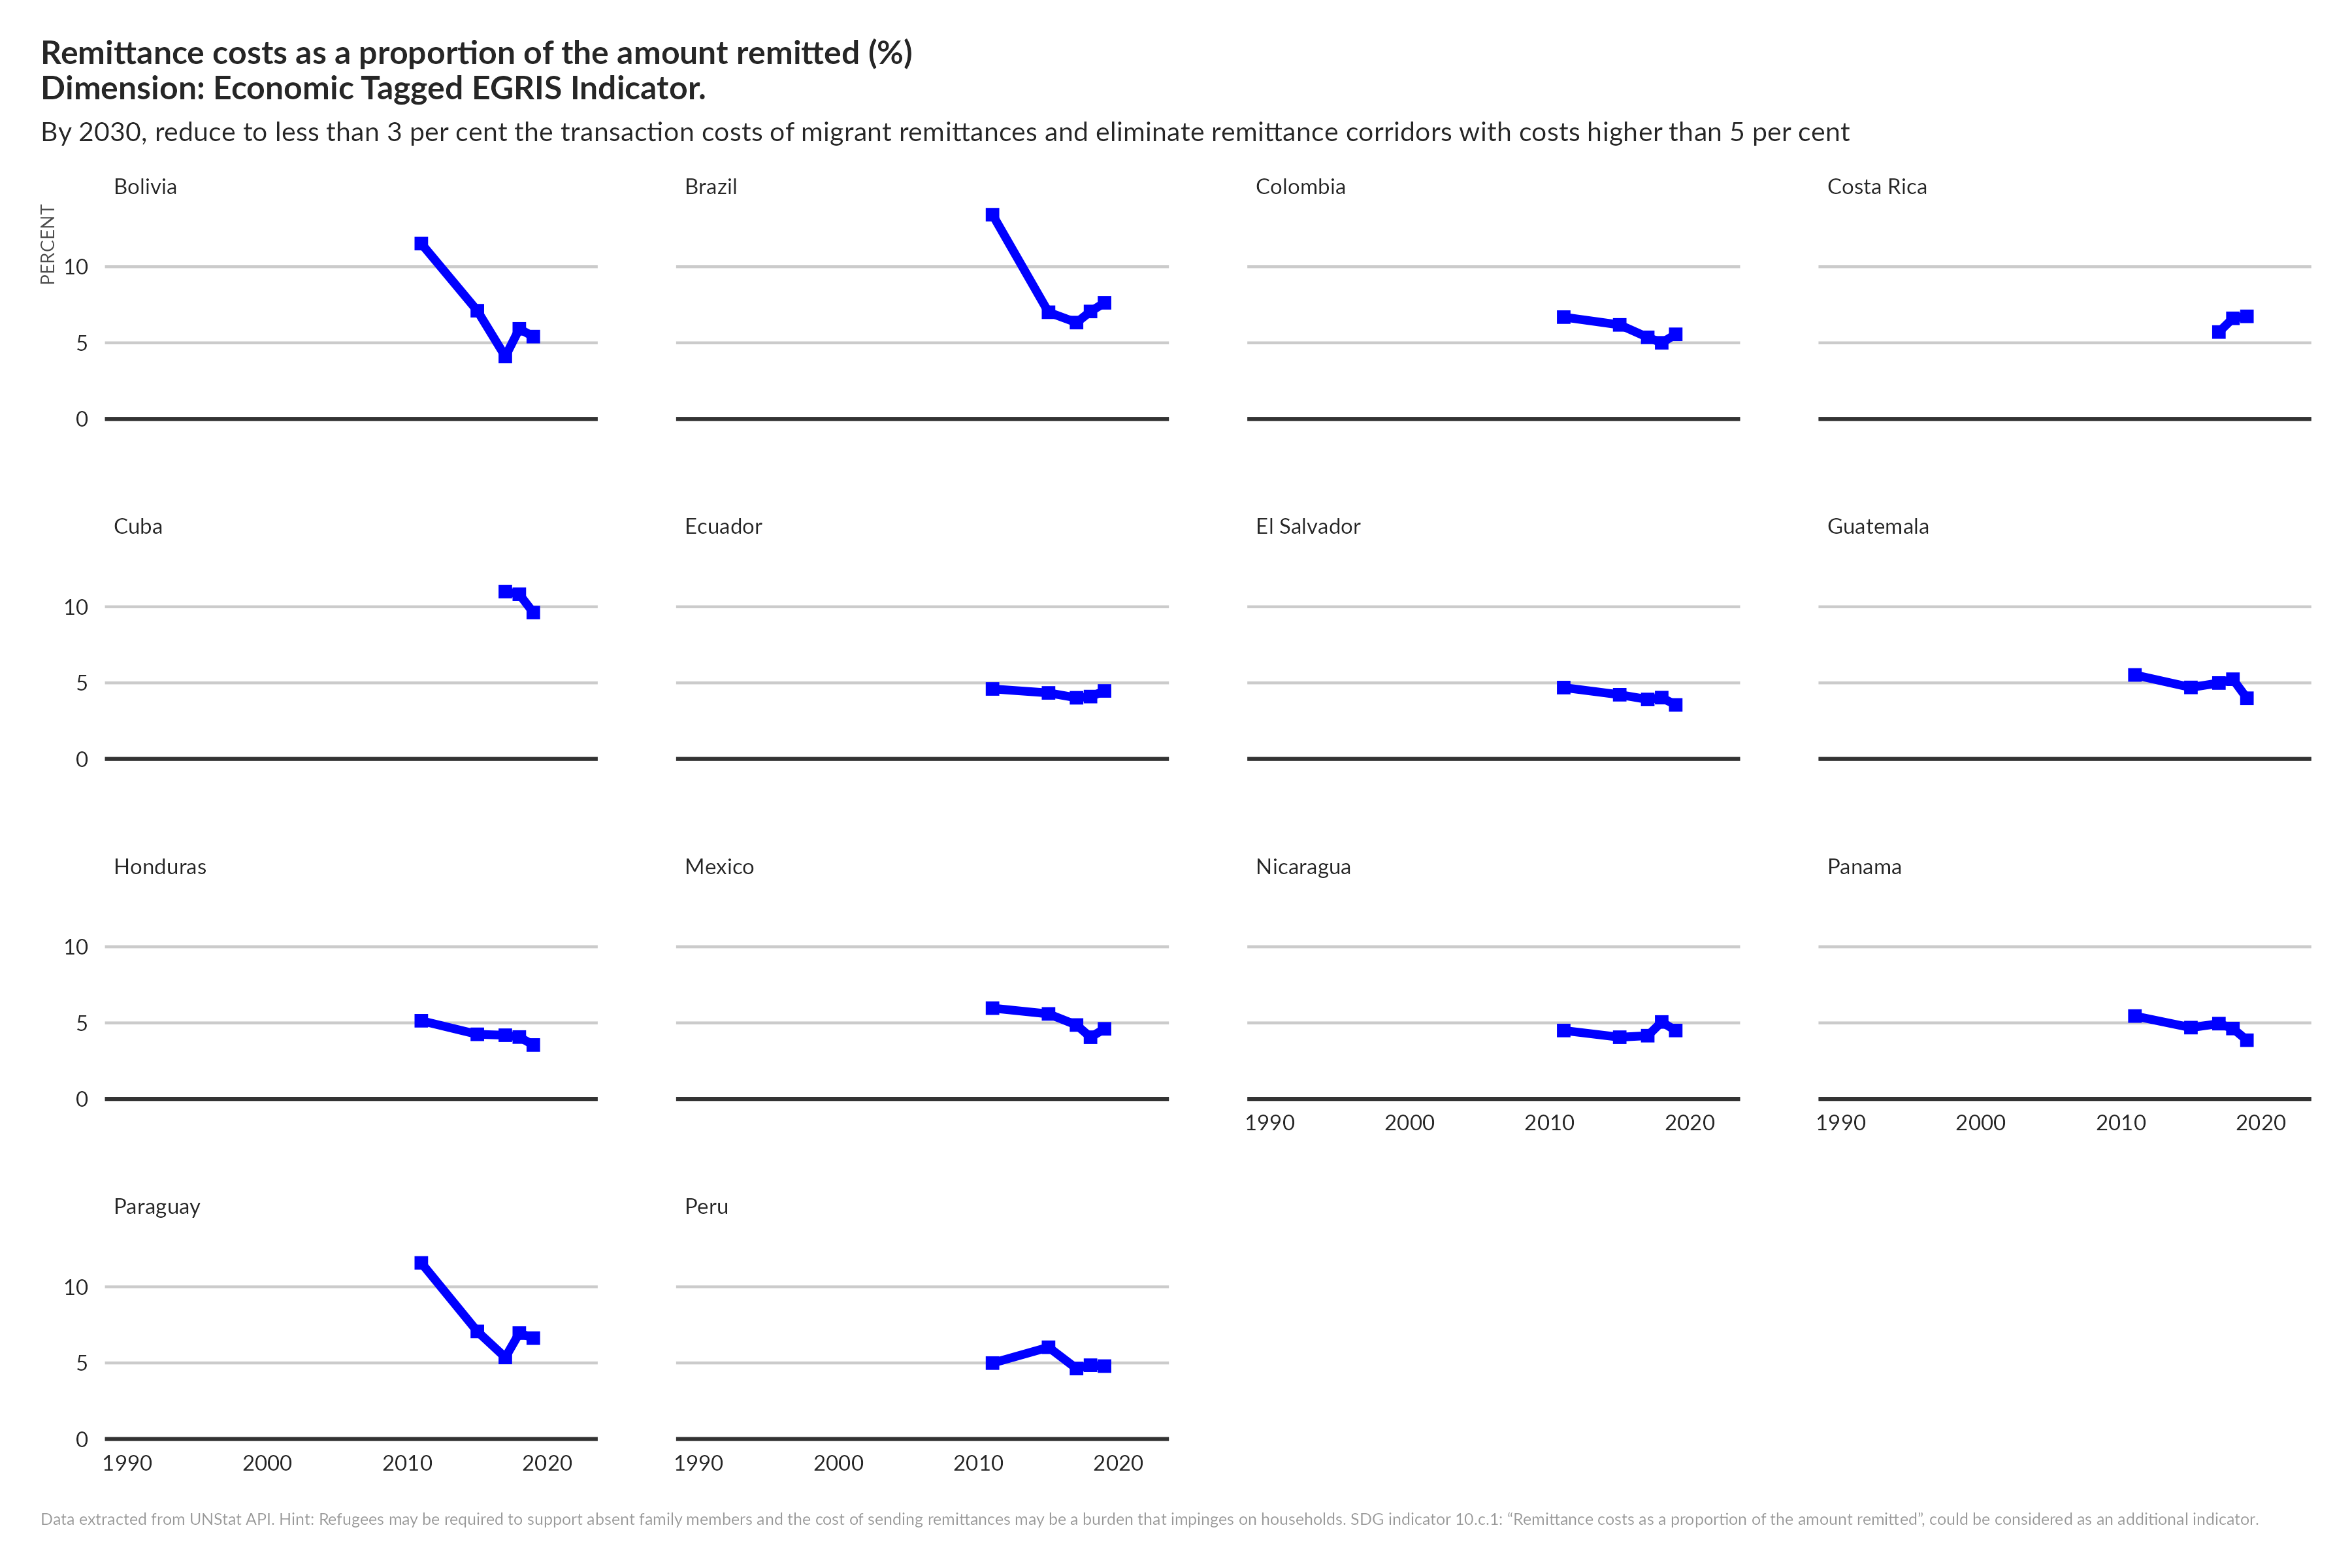 Remittance costs as a proportion of the amount remitted (%)
Dimension: Economic Tagged EGRIS Indicator.
By 2030, reduce to less than 3 per cent the transaction costs of migrant remittances and eliminate remittance corridors with costs higher than 5 per cent
Bolivia
Brazil
Colombia
Costa Rica
PERCENT
10
5
0
Cuba
Ecuador
El Salvador
Guatemala
10
5
0
Honduras
Mexico
Nicaragua
Panama
10
5
0
1990 2000 2010 2020
1990 2000 2010 2020
Paraguay
Peru
10
5
0
1990 2000 2010 2020
1990 2000 2010 2020
Data extracted from UNStat API. Hint: Refugees may be required to support absent family members and the cost of sending remittances may be a burden that impinges on households. SDG indicator 10.c.1: “Remittance costs as a proportion of the amount remitted”, could be considered as an additional indicator.